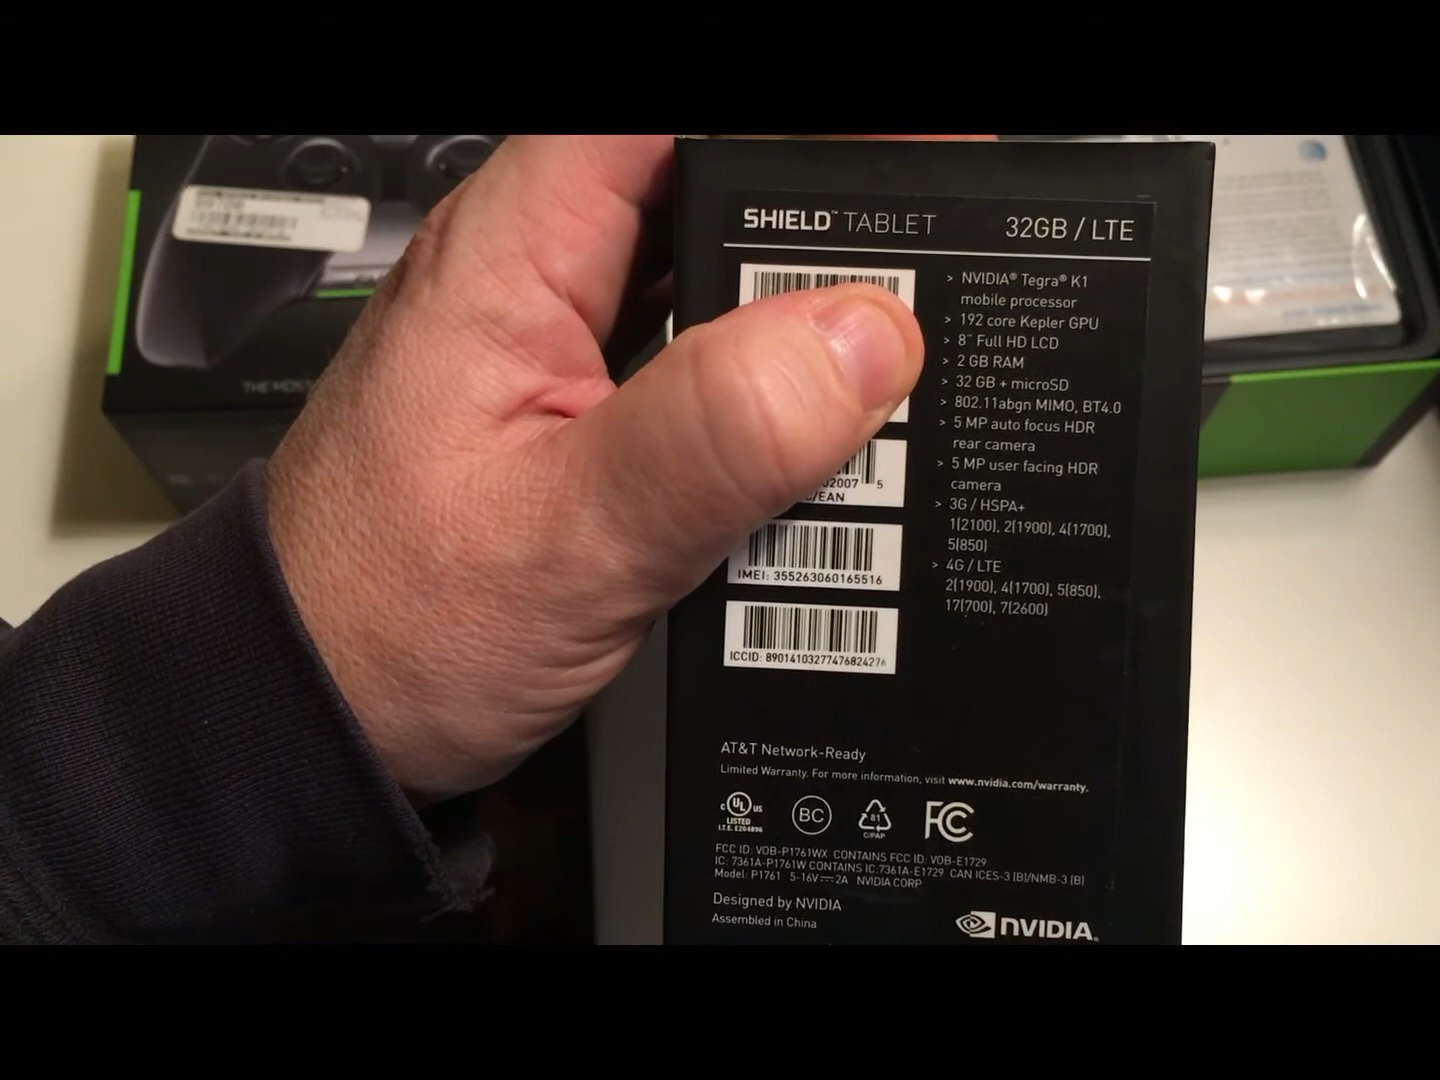 SHIELD™ TABLET 32GB / LTE
> NVIDIA® Tegra® K1
mobile processor
> 192 core Kepler GPU
> 8" Full HD LCD
> 2 GB RAM
> 32 GB + microSD
> 802.11abgn MIMO, BT4.0
> 5 MP auto focus HDR
rear camera
> 5 MP user facing HDR
camera
> 3G / HSPA+
1(2100), 2(1900), 4(1700),
5(850)
> 4G / LTE
2(1900), 4(1700), 5(850),
17(700), 7(2600)
02007 5
/EAN
IMEI: 355263060165516
ICCID: 89014103277476824276
AT&T Network-Ready
Limited Warranty. For more information, visit www.nvidia.com/warranty.
C UL US
LISTED
I.T.E. E204896
BC
81
C/PAP
FC
FCC ID: VOB-P1761WX CONTAINS FCC ID: VOB-E1729
IC: 7361A-P1761W CONTAINS IC:7361A-E1729 CAN ICES-3 (B)/NMB-3 (B)
Model: P1761 5-16V⎓2A NVIDIA CORP
Designed by NVIDIA
Assembled in China
NVIDIA.
THE